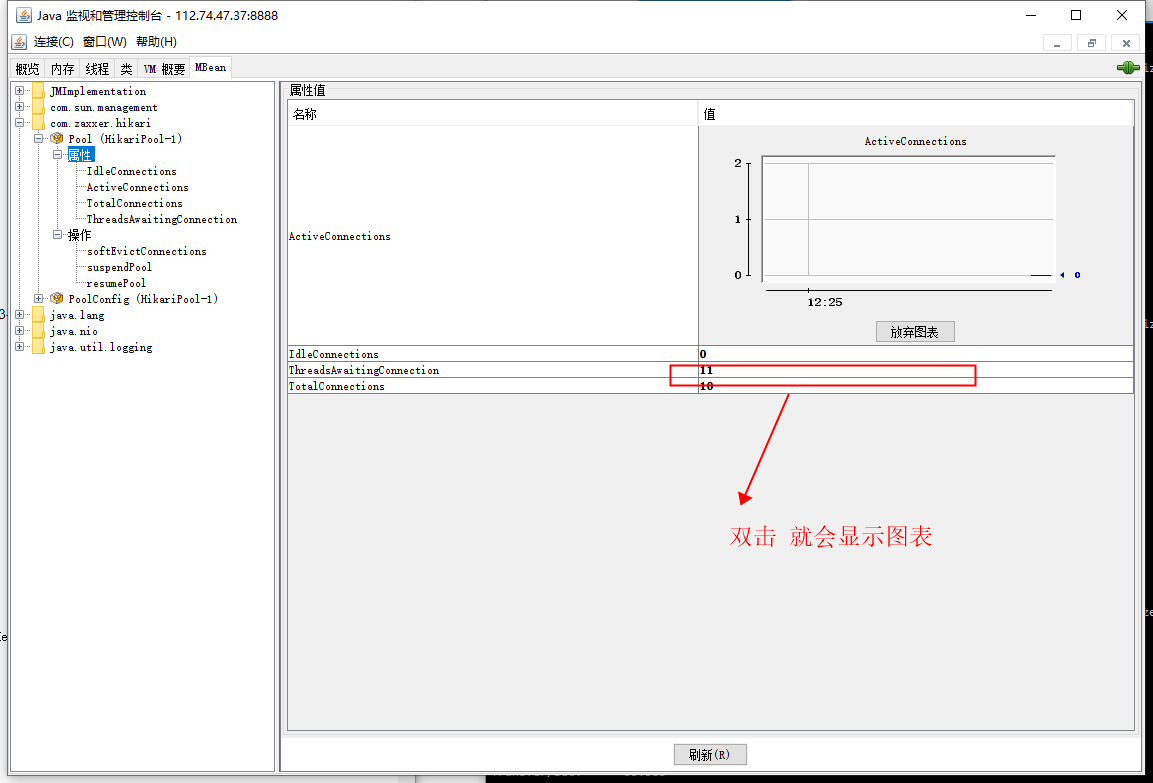 Java 监视和管理控制台 - 112.74.47.37:8888
连接(C) 窗口(W) 帮助(H)
概览 内存 线程 类 VM 概要 MBean
JMImplementation
com.sun.management
com.zaxxer.hikari
Pool (HikariPool-1)
属性
IdleConnections
ActiveConnections
TotalConnections
ThreadsAwaitingConnection
操作
softEvictConnections
suspendPool
resumePool
PoolConfig (HikariPool-1)
java.lang
java.nio
java.util.logging
属性值
名称 值
ActiveConnections
ActiveConnections
2
1
0
0
12:25
放弃图表
IdleConnections 0
ThreadsAwaitingConnection 11
TotalConnections 10
双击 就会显示图表
刷新(R)